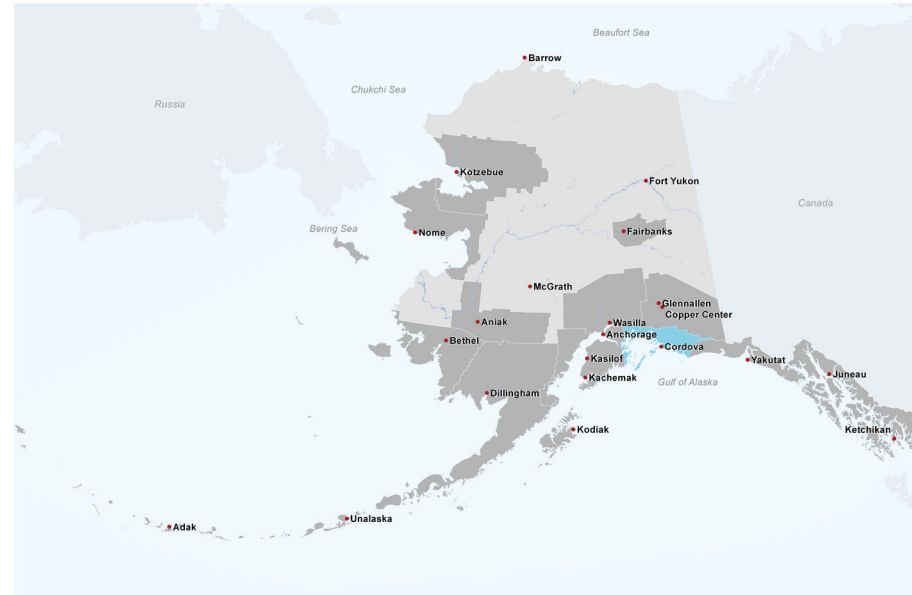 Beaufort Sea
Barrow
Chukchi Sea
Russia
Kotzebue
Fort Yukon
Canada
Bering Sea
Nome
Fairbanks
McGrath
Glennallen
Copper Center
Aniak
Wasilla
Anchorage
Bethel
Cordova
Kasilof
Yakutat
Juneau
Kachemak
Gulf of Alaska
Dillingham
Kodiak
Ketchikan
Unalaska
Adak